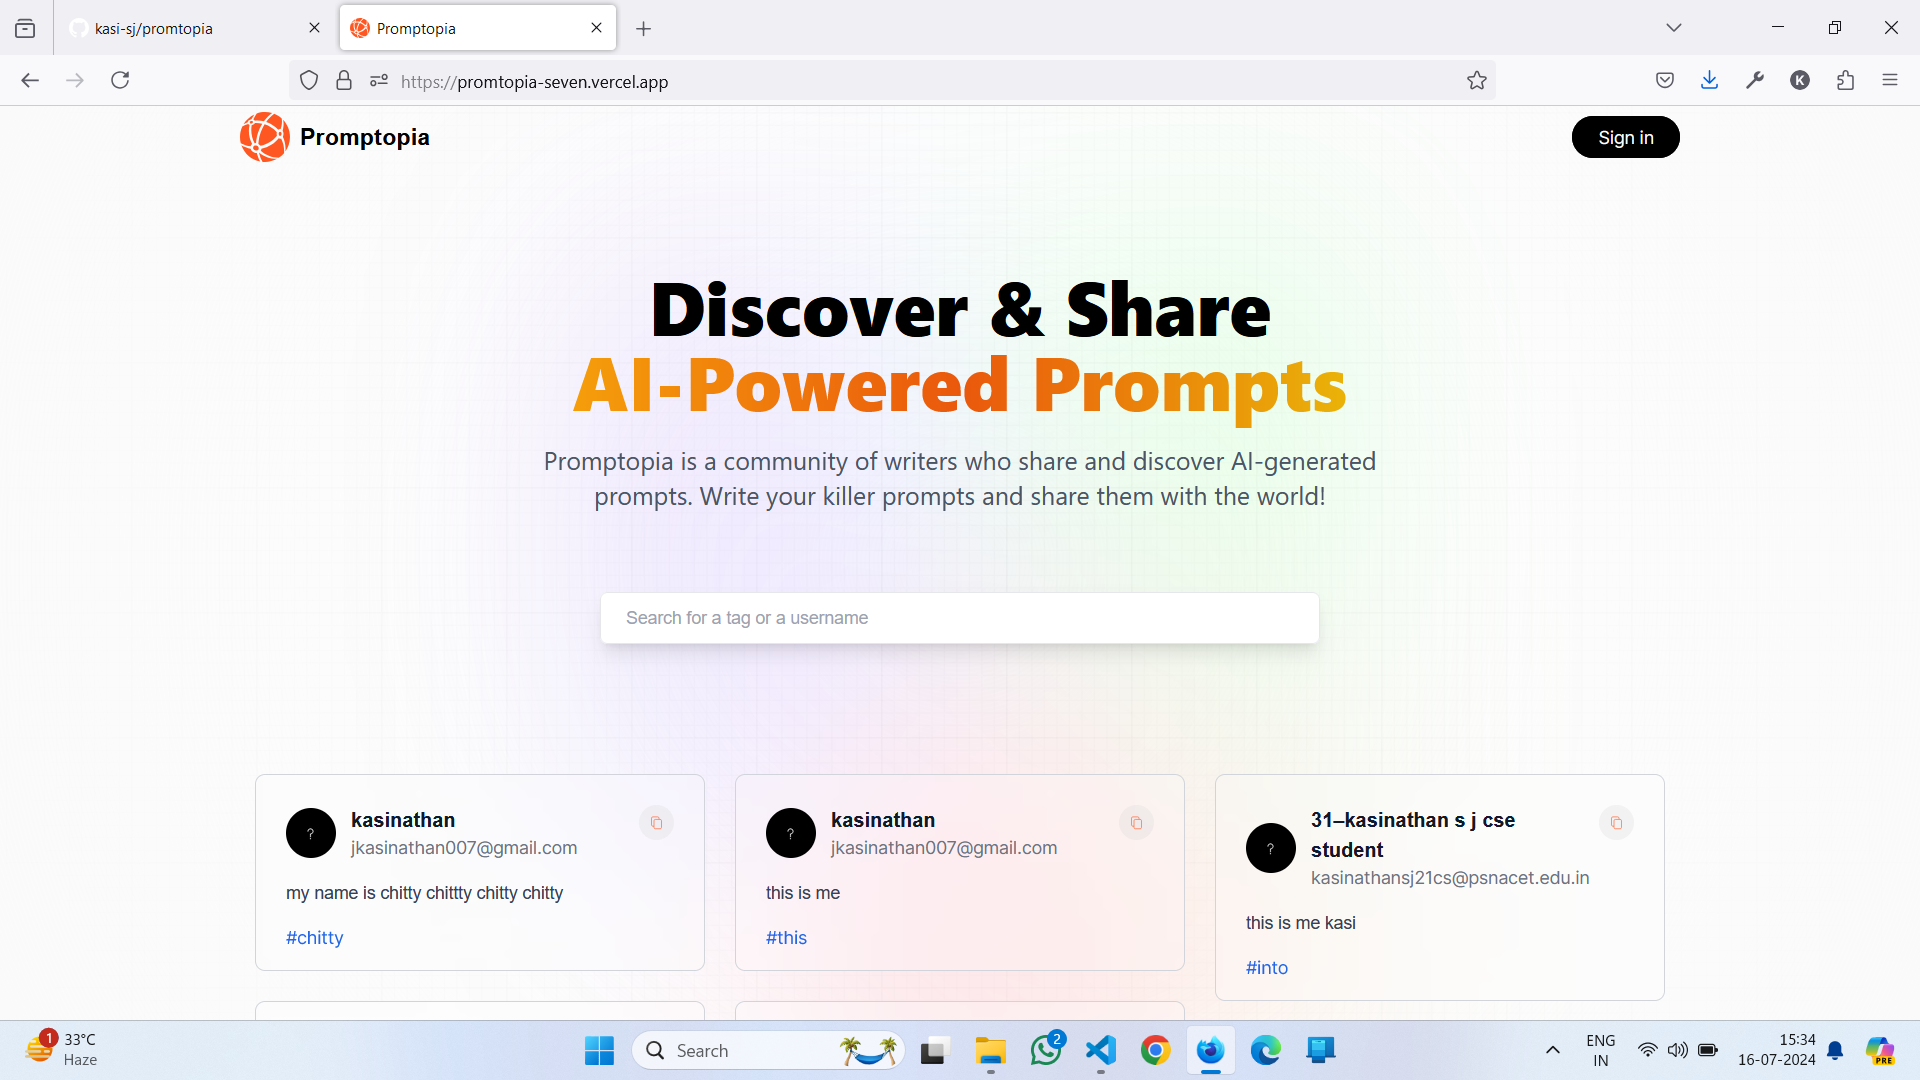 kasi-sj/promtopia
Promptopia
https://promtopia-seven.vercel.app
K
Promptopia
Sign in
Discover & Share
AI-Powered Prompts
Promptopia is a community of writers who share and discover AI-generated
prompts. Write your killer prompts and share them with the world!
Search for a tag or a username
?
kasinathan
jkasinathan007@gmail.com
my name is chitty chittty chitty chitty
#chitty
?
kasinathan
jkasinathan007@gmail.com
this is me
#this
?
31–kasinathan s j cse
student
kasinathansj21cs@psnacet.edu.in
this is me kasi
#into
1
33°C
Haze
Search
2
ENG
IN
15:34
16-07-2024
PRE